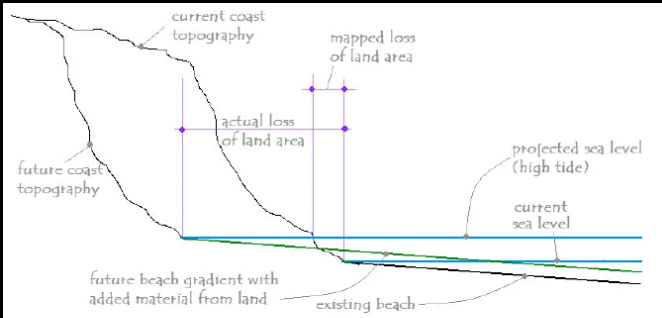 current coast
topography
mapped loss
of land area
actual loss
of land area
projected sea level
(high tide)
future coast
topography
current
sea level
future beach gradient with
added material from land
existing beach